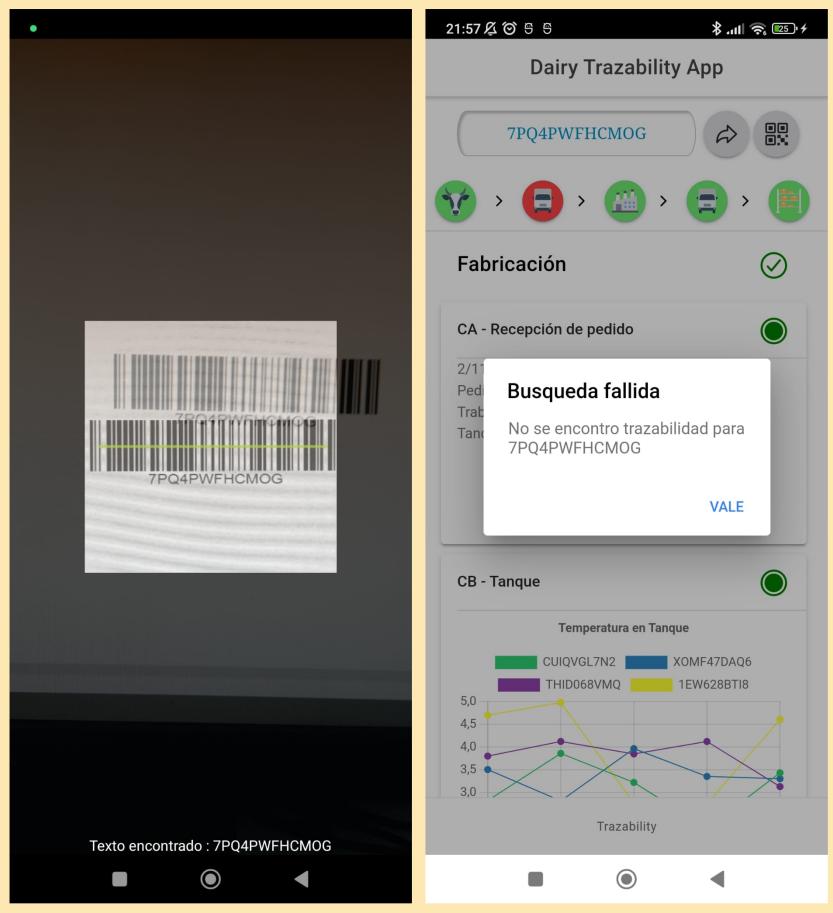 7PQ4PWFHCMOG
7PQ4PWFHCMOG
Texto encontrado : 7PQ4PWFHCMOG
21:57
25
Dairy Trazability App
7PQ4PWFHCMOG
Fabricación
CA - Recepción de pedido
2/11
Pedi
Trab
Tanq
Busqueda fallida
No se encontro trazabilidad para
7PQ4PWFHCMOG
VALE
CB - Tanque
Temperatura en Tanque
CUIQVGL7N2 XOMF47DAQ6
THID068VMQ 1EW628BTI8
5,0
4,5
4,0
3,5
3,0
Trazability